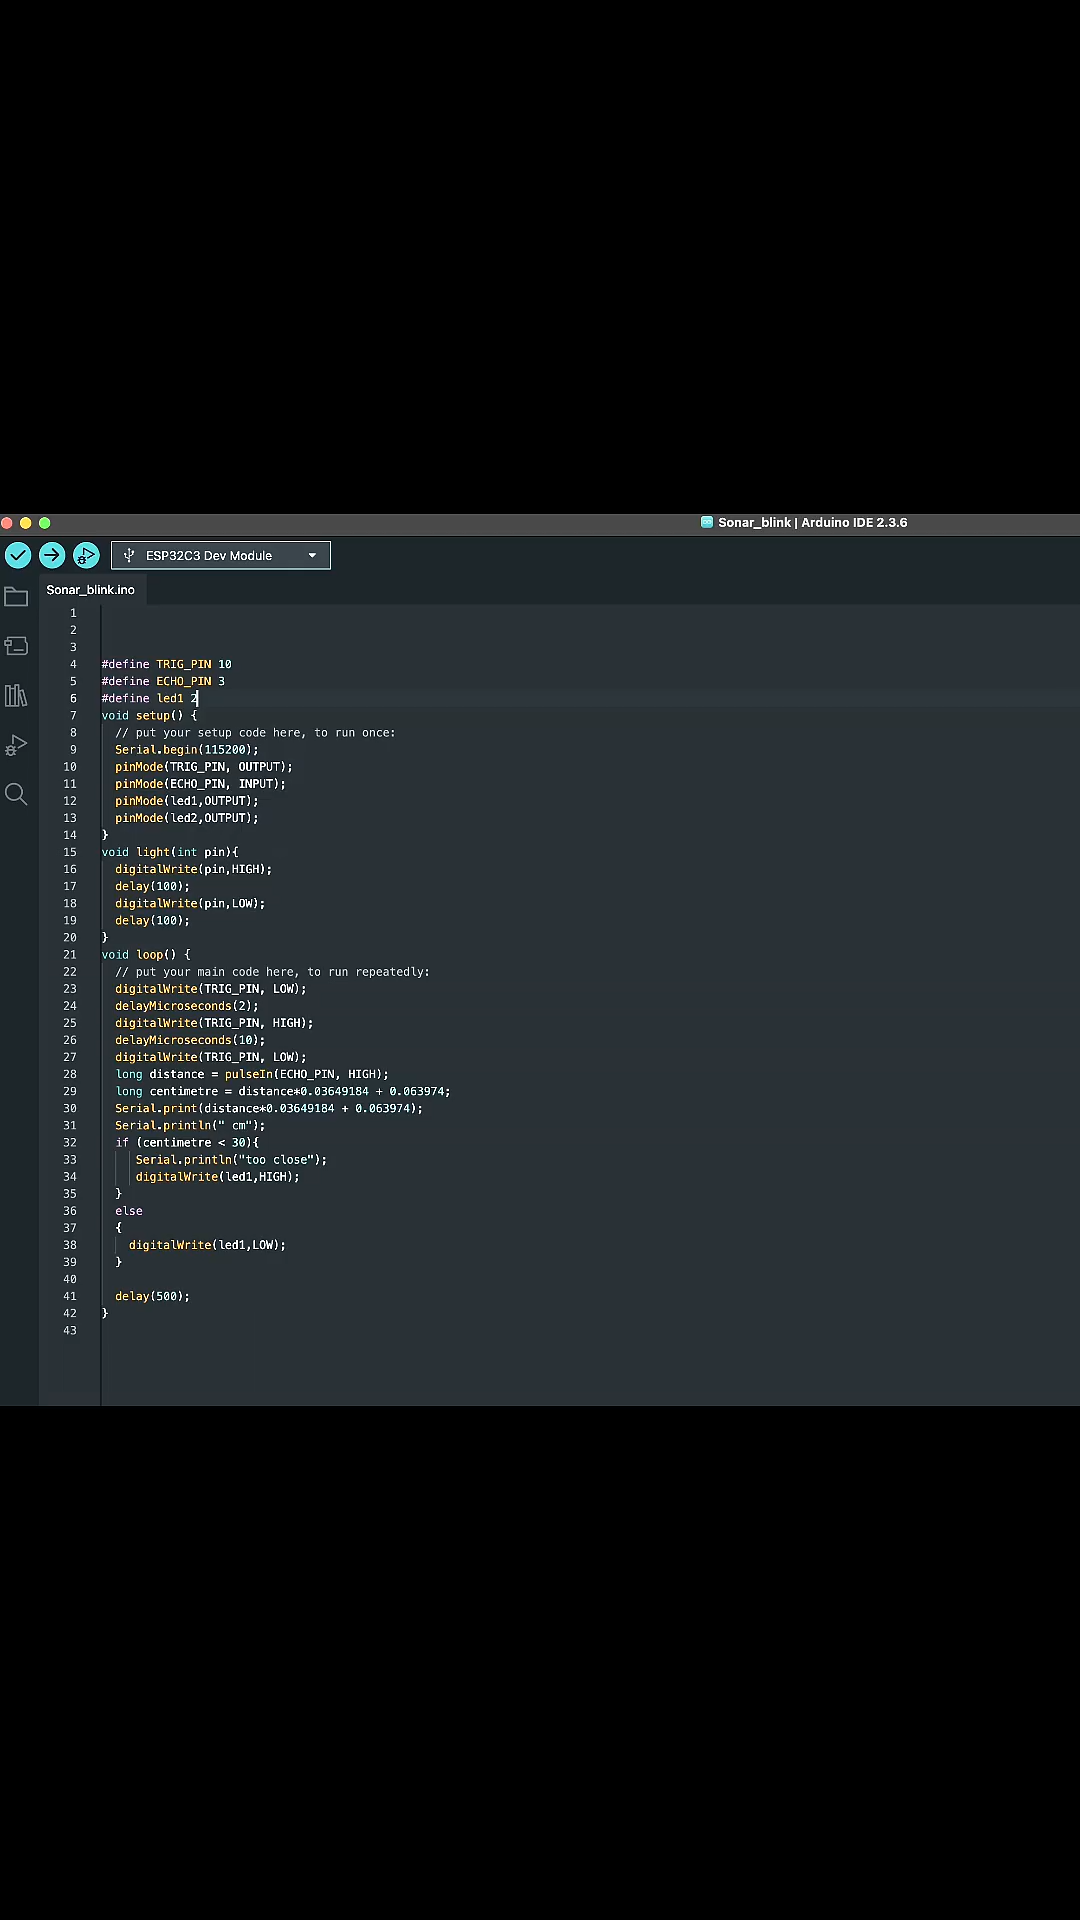 Sonar_blink | Arduino IDE 2.3.6
ESP32C3 Dev Module
Sonar_blink.ino
1
2
3
4 #define TRIG_PIN 10
5 #define ECHO_PIN 3
6 #define led1 2
7 void setup() {
8 // put your setup code here, to run once:
9 Serial.begin(115200);
10 pinMode(TRIG_PIN, OUTPUT);
11 pinMode(ECHO_PIN, INPUT);
12 pinMode(led1,OUTPUT);
13 pinMode(led2,OUTPUT);
14 }
15 void light(int pin){
16 digitalWrite(pin,HIGH);
17 delay(100);
18 digitalWrite(pin,LOW);
19 delay(100);
20 }
21 void loop() {
22 // put your main code here, to run repeatedly:
23 digitalWrite(TRIG_PIN, LOW);
24 delayMicroseconds(2);
25 digitalWrite(TRIG_PIN, HIGH);
26 delayMicroseconds(10);
27 digitalWrite(TRIG_PIN, LOW);
28 long distance = pulseIn(ECHO_PIN, HIGH);
29 long centimetre = distance*0.03649184 + 0.063974;
30 Serial.print(distance*0.03649184 + 0.063974);
31 Serial.println(" cm");
32 if (centimetre < 30){
33 Serial.println("too close");
34 digitalWrite(led1,HIGH);
35 }
36 else
37 {
38 digitalWrite(led1,LOW);
39 }
40
41 delay(500);
42 }
43